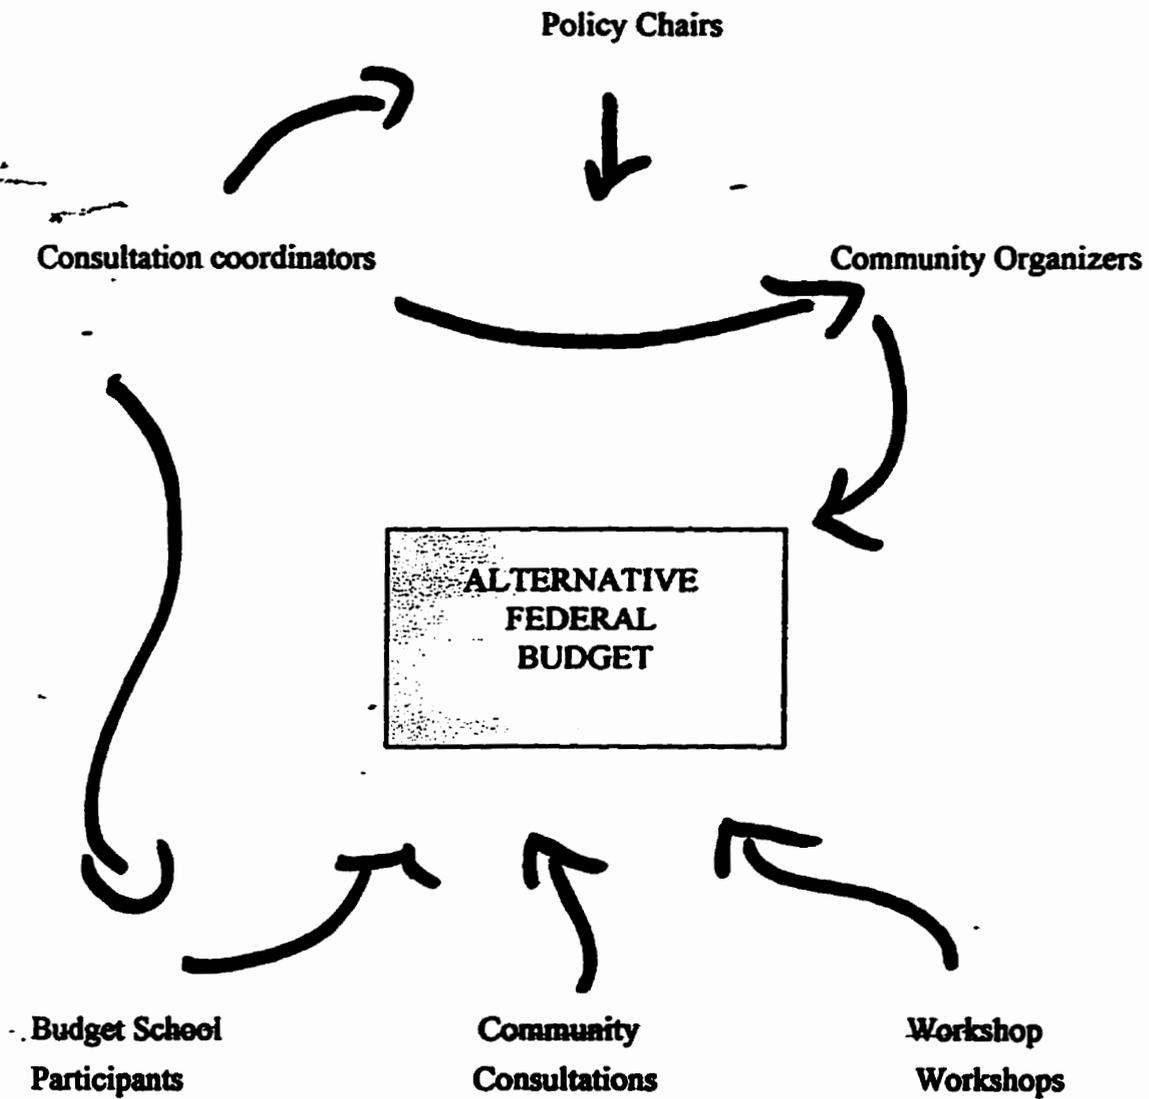 Policy Chairs
Consultation coordinators
Community Organizers
ALTERNATIVE
FEDERAL
BUDGET
Budget School
Participants
Community
Consultations
Workshop
Workshops